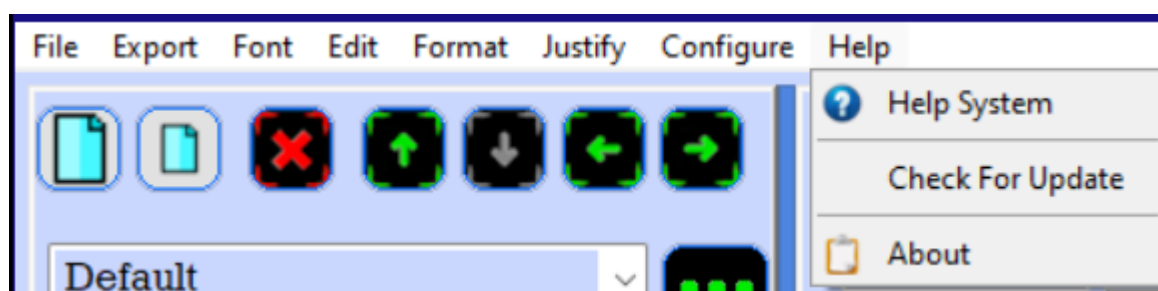 File Export Font Edit Format Justify Configure Help
Help System
Check For Update
About
Default